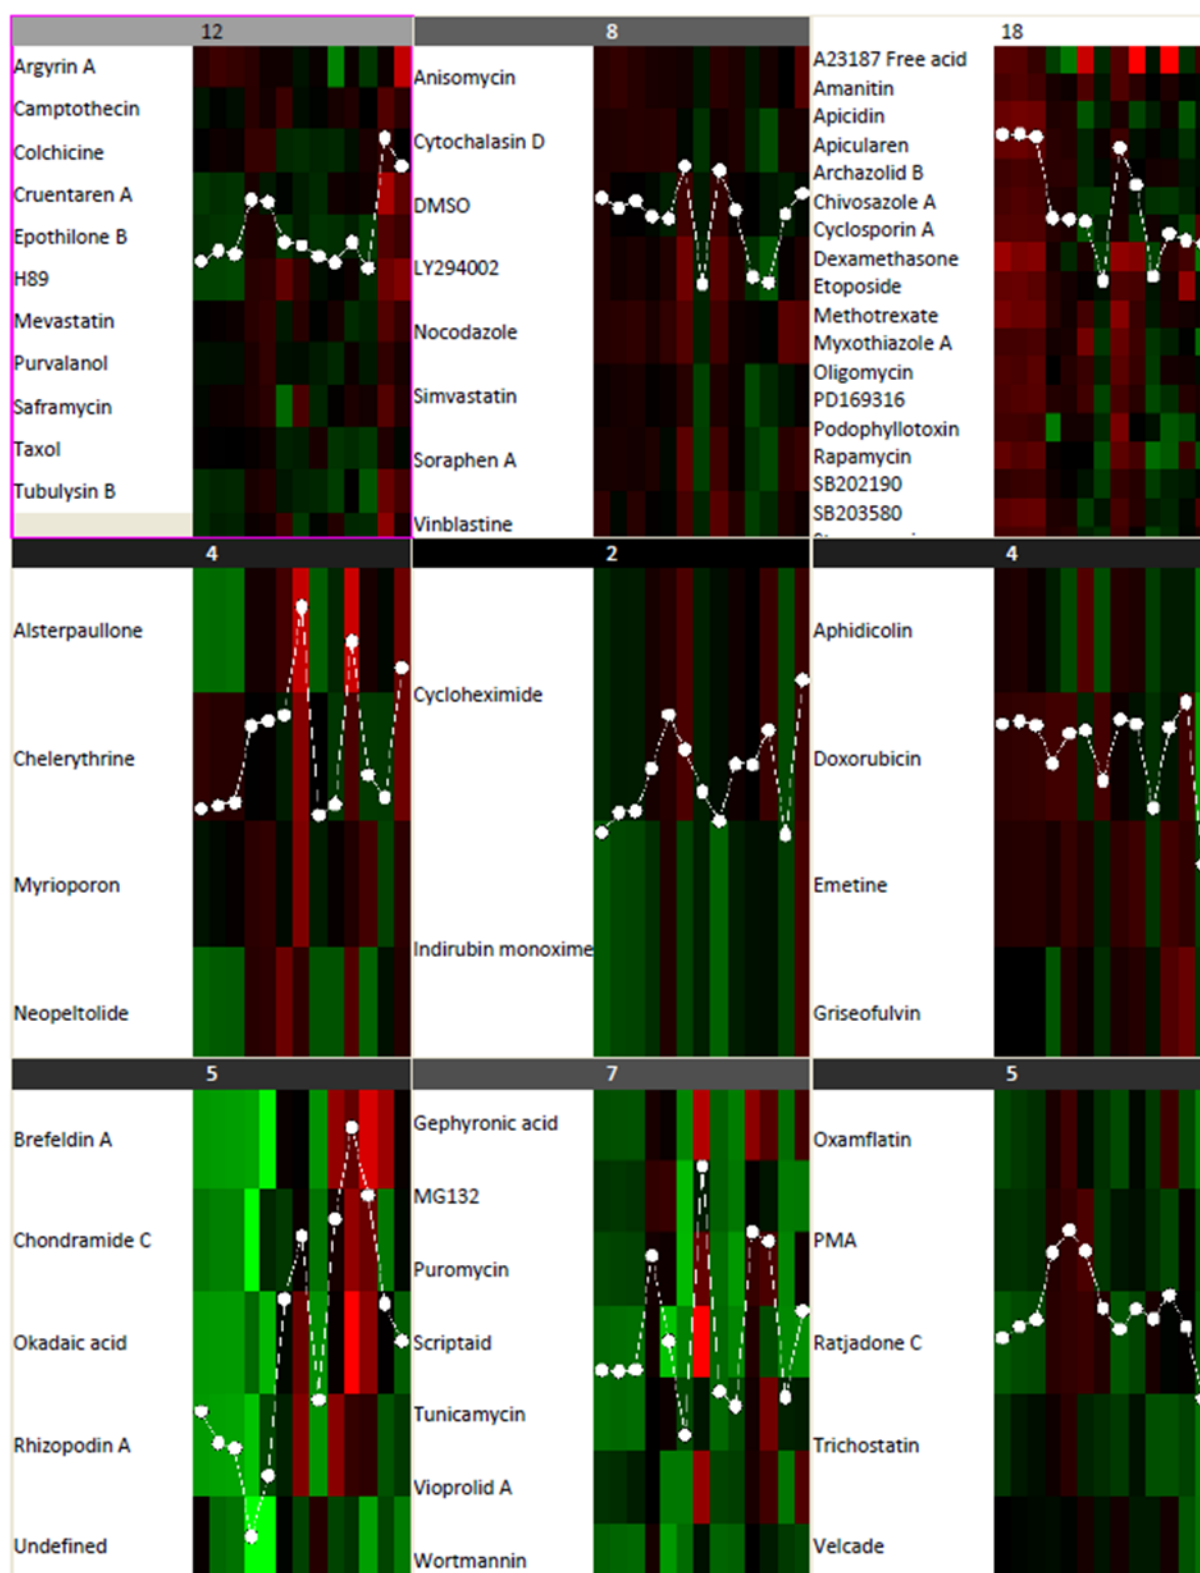 12
Argyrin A
Camptothecin
Colchicine
Cruentaren A
Epothilone B
H89
Mevastatin
Purvalanol
Saframycin
Taxol
Tubulysin B
8
Anisomycin
Cytochalasin D
DMSO
LY294002
Nocodazole
Simvastatin
Soraphen A
Vinblastine
18
A23187 Free acid
Amanitin
Apicidin
Apicularen
Archazolid B
Chivosazole A
Cyclosporin A
Dexamethasone
Etoposide
Methotrexate
Myxothiazole A
Oligomycin
PD169316
Podophyllotoxin
Rapamycin
SB202190
SB203580
4
Alsterpaullone
Chelerythrine
Myrioporon
Neopeltolide
2
Cycloheximide
Indirubin monoxime
4
Aphidicolin
Doxorubicin
Emetine
Griseofulvin
5
Brefeldin A
Chondramide C
Okadaic acid
Rhizopodin A
Undefined
7
Gephyronic acid
MG132
Puromycin
Scriptaid
Tunicamycin
Vioprolid A
Wortmannin
5
Oxamflatin
PMA
Ratjadone C
Trichostatin
Velcade